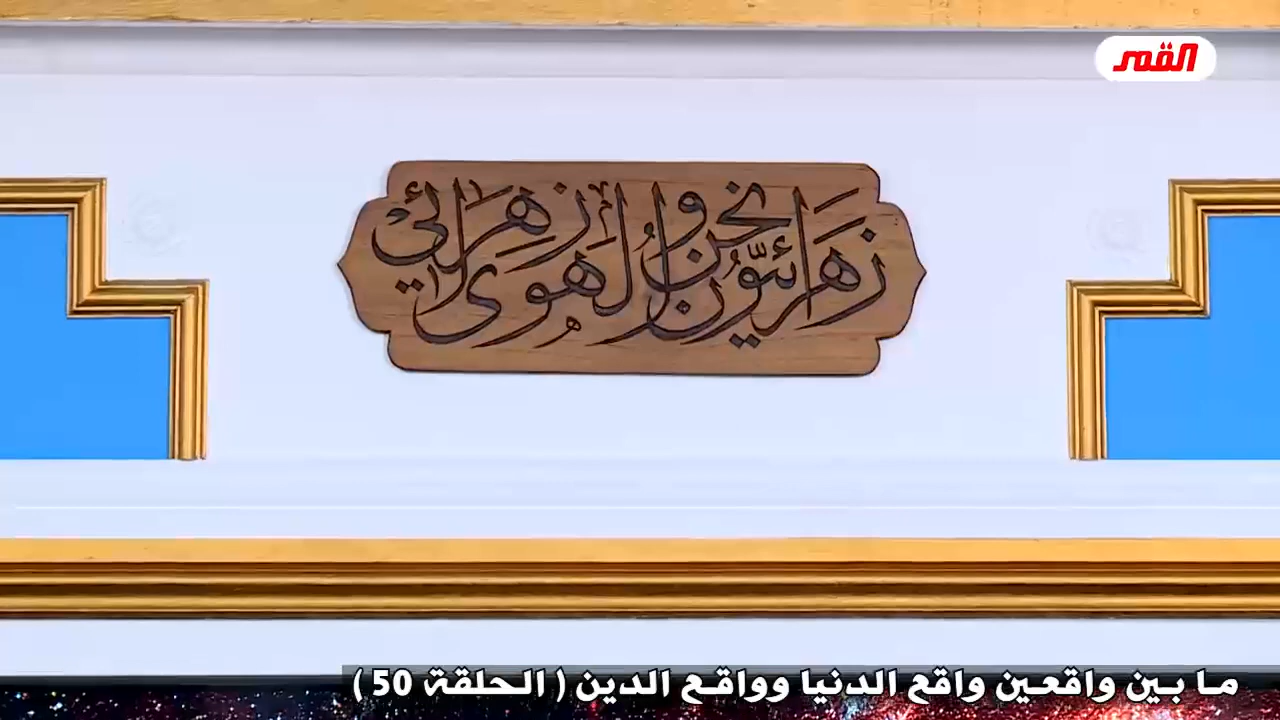 القمر
زهرائيون نحن والهوى زهرائي
ما بين واقعين واقع الدنيا وواقع الدين ( الحلقة 50 )